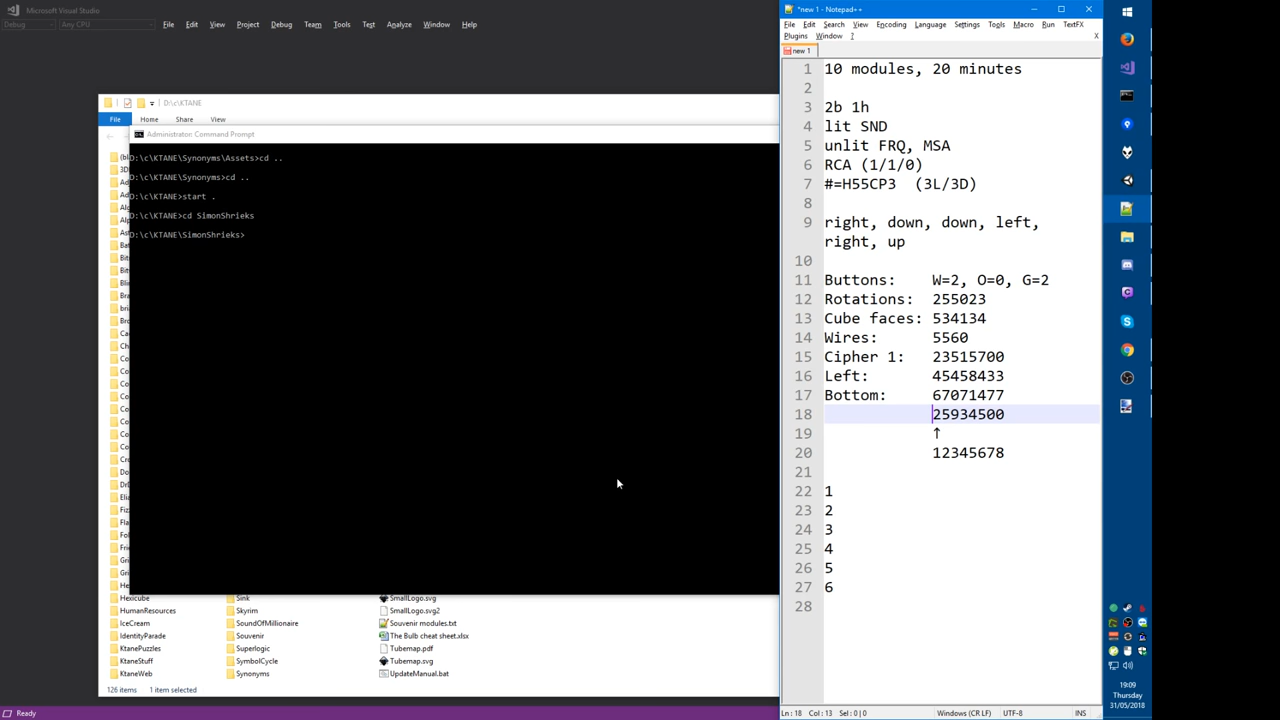 Microsoft Visual Studio
Debug Any CPU
File Edit View Project Debug Team Tools Test Analyze Window Help
D:\c\KTANE
File Home Share View
Administrator: Command Prompt
D:\c\KTANE\Synonyms\Assets>cd ..
D:\c\KTANE\Synonyms>cd ..
D:\c\KTANE>start .
D:\c\KTANE>cd SimonShrieks
D:\c\KTANE\SimonShrieks>
Hexicube Sink SmallLogo.svg
HumanResources Skyrim SmallLogo.svg2
IceCream SoundOfMillionaire Souvenir modules.txt
IdentityParade Souvenir The Bulb cheat sheet.xlsx
KtanePuzzles Superlogic Tubemap.pdf
KtaneStuff SymbolCycle Tubemap.svg
KtaneWeb Synonyms UpdateManual.bat
126 items 1 item selected
Ready
*new 1 - Notepad++
File Edit Search View Encoding Language Settings Tools Macro Run TextFX
Plugins Window ? X
new 1
1 10 modules, 20 minutes
2
3 2b 1h
4 lit SND
5 unlit FRQ, MSA
6 RCA (1/1/0)
7 #=H55CP3 (3L/3D)
8
9 right, down, down, left,
right, up
10
11 Buttons: W=2, O=0, G=2
12 Rotations: 255023
13 Cube faces: 534134
14 Wires: 5560
15 Cipher 1: 23515700
16 Left: 45458433
17 Bottom: 67071477
18 25934500
19 ↑
20 12345678
21
22 1
23 2
24 3
25 4
26 5
27 6
28
Ln : 18 Col : 13 Sel : 0 | 0 Windows (CR LF) UTF-8 INS
19:09
Thursday
31/05/2018